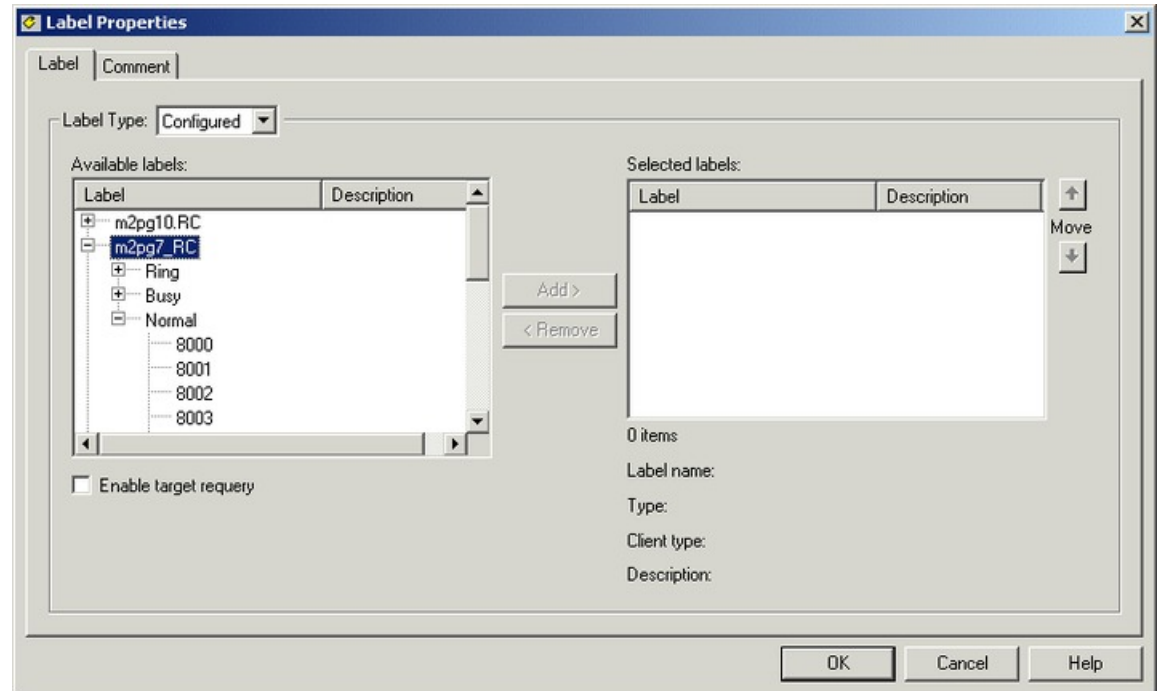 Label Properties
Label
Comment
Label Type: Configured
Available labels:
Label Description
m2pg10.RC
m2pg7_RC
Ring
Busy
Normal
8000
8001
8002
8003
Enable target requery
Add >
< Remove
Selected labels:
Label Description
Move
0 items
Label name:
Type:
Client type:
Description:
OK Cancel Help